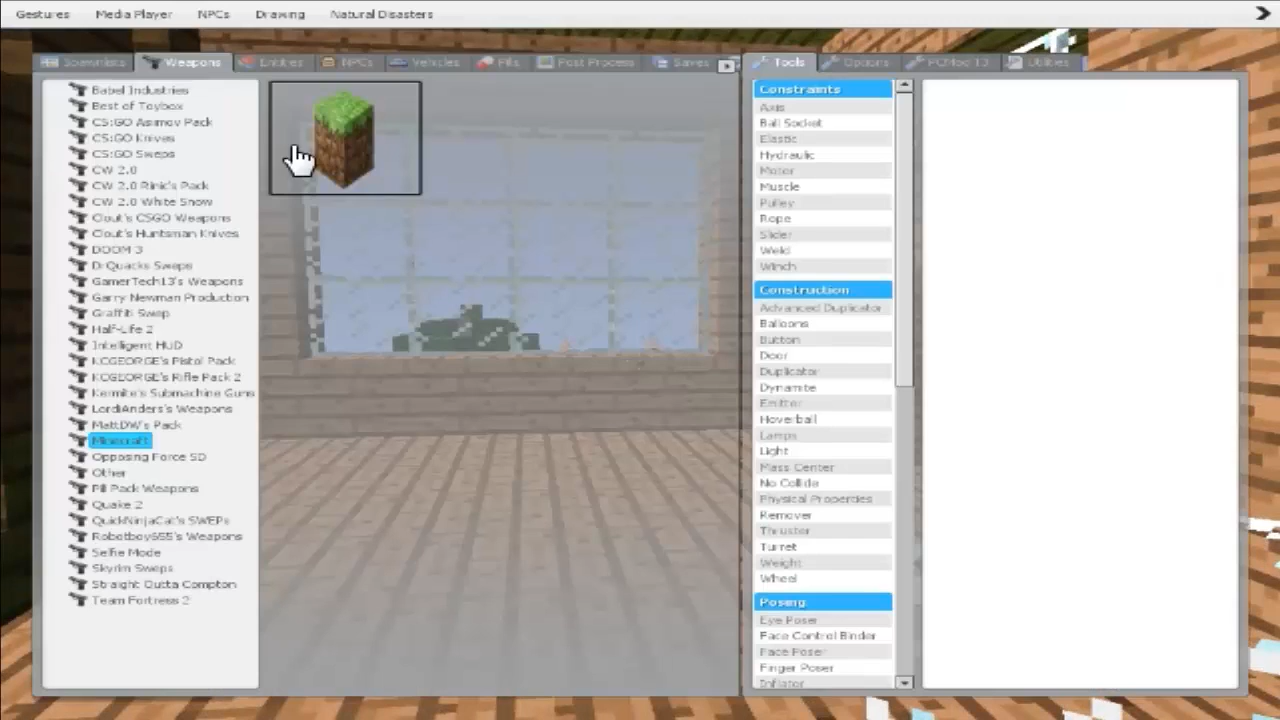 Gestures Media Player NPCs Drawing Natural Disasters
Spawnlists Weapons Entities NPCs Vehicles Pills Post Process Saves
Tools Options PCMod 13 Utilities
Babel Industries
Best of Toybox
CS:GO Asimov Pack
CS:GO Knives
CS:GO Sweps
CW 2.0
CW 2.0 Rinic's Pack
CW 2.0 White Snow
Clout's CSGO Weapons
Clout's Huntsman Knives
DOOM 3
DrQuacks Sweps
GamerTech13's Weapons
Garry Newman Production
Graffiti Swep
Half-Life 2
Intelligent HUD
KCGEORGE's Pistol Pack
KCGEORGE's Rifle Pack 2
Kermite's Submachine Guns
LordiAnders's Weapons
MattDW's Pack
Minecraft
Opposing Force SD
Other
Pill Pack Weapons
Quake 2
QuickNinjaCat's SWEPs
Robotboy655's Weapons
Selfie Mode
Skyrim Sweps
Straight Outta Compton
Team Fortress 2
Constraints
Axis
Ball Socket
Elastic
Hydraulic
Motor
Muscle
Pulley
Rope
Slider
Weld
Winch
Construction
Advanced Duplicator
Balloons
Button
Door
Duplicator
Dynamite
Emitter
Hoverball
Lamps
Light
Mass Center
No Collide
Physical Properties
Remover
Thruster
Turret
Weight
Wheel
Posing
Eye Poser
Face Control Binder
Face Poser
Finger Poser
Inflator